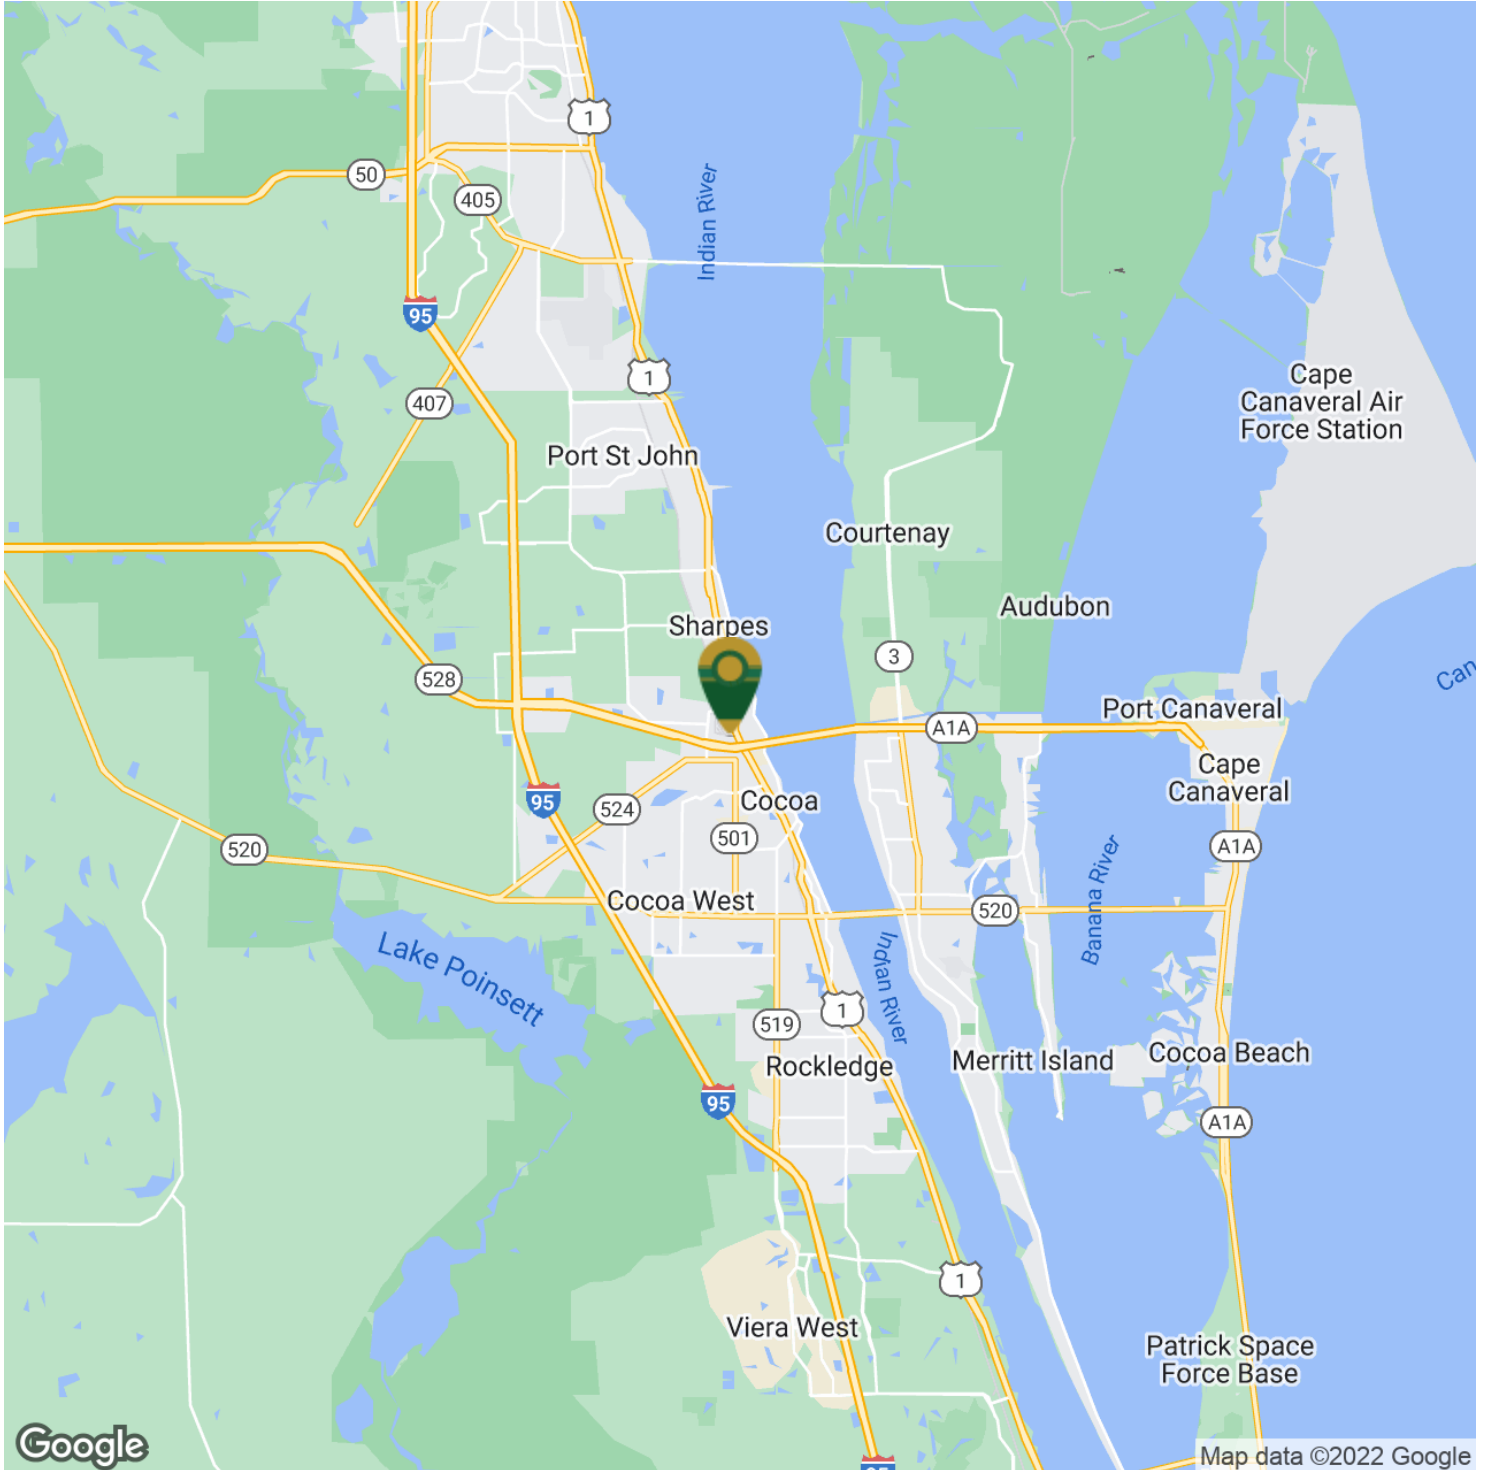 1
50
405
Indian River
95
1
Cape
Canaveral Air
Force Station
407
Port St John
Courtenay
Audubon
Sharpes
3
528
Can
Port Canaveral
A1A
Cape
Canaveral
95
Cocoa
524
501
520
A1A
Banana River
Cocoa West
520
Lake Poinsett
Indian River
1
519
Rockledge
Merritt Island
Cocoa Beach
95
A1A
1
Viera West
Patrick Space
Force Base
Google
Map data ©2022 Google